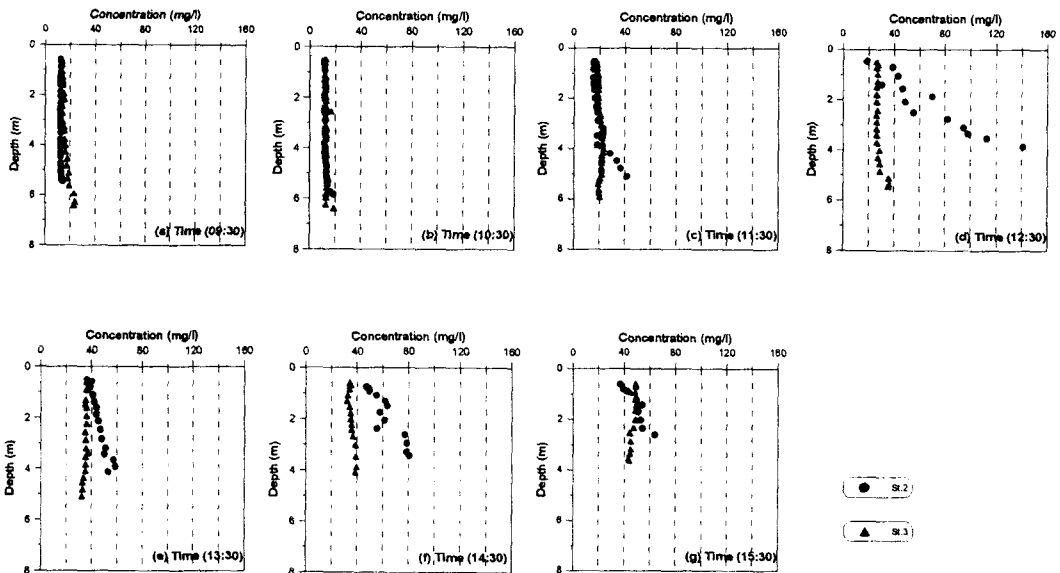 Concentration (mg/l) Concentration (mg/l) Concentration (mg/l) Concentration (mg/l)
0 40 80 120 160 0 40 80 120 160 0 40 80 120 160 0 40 80 120 160
0 0 0 0
2 2 2 2
4 4 4 4
6 6 6 6
8 8 8 8
Depth (m) Depth (m) Depth (m) Depth (m)
(a) Time (09:30) (b) Time (10:30) (c) Time (11:30) (d) Time (12:30)
Concentration (mg/l) Concentration (mg/l) Concentration (mg/l)
0 40 80 120 160 0 40 80 120 160 0 40 80 120 160
0 0 0
2 2 2
4 4 4
6 6 6
8 8 8
Depth (m) Depth (m) Depth (m)
(e) Time (13:30) (f) Time (14:30) (g) Time (15:30)
St.2
St.3